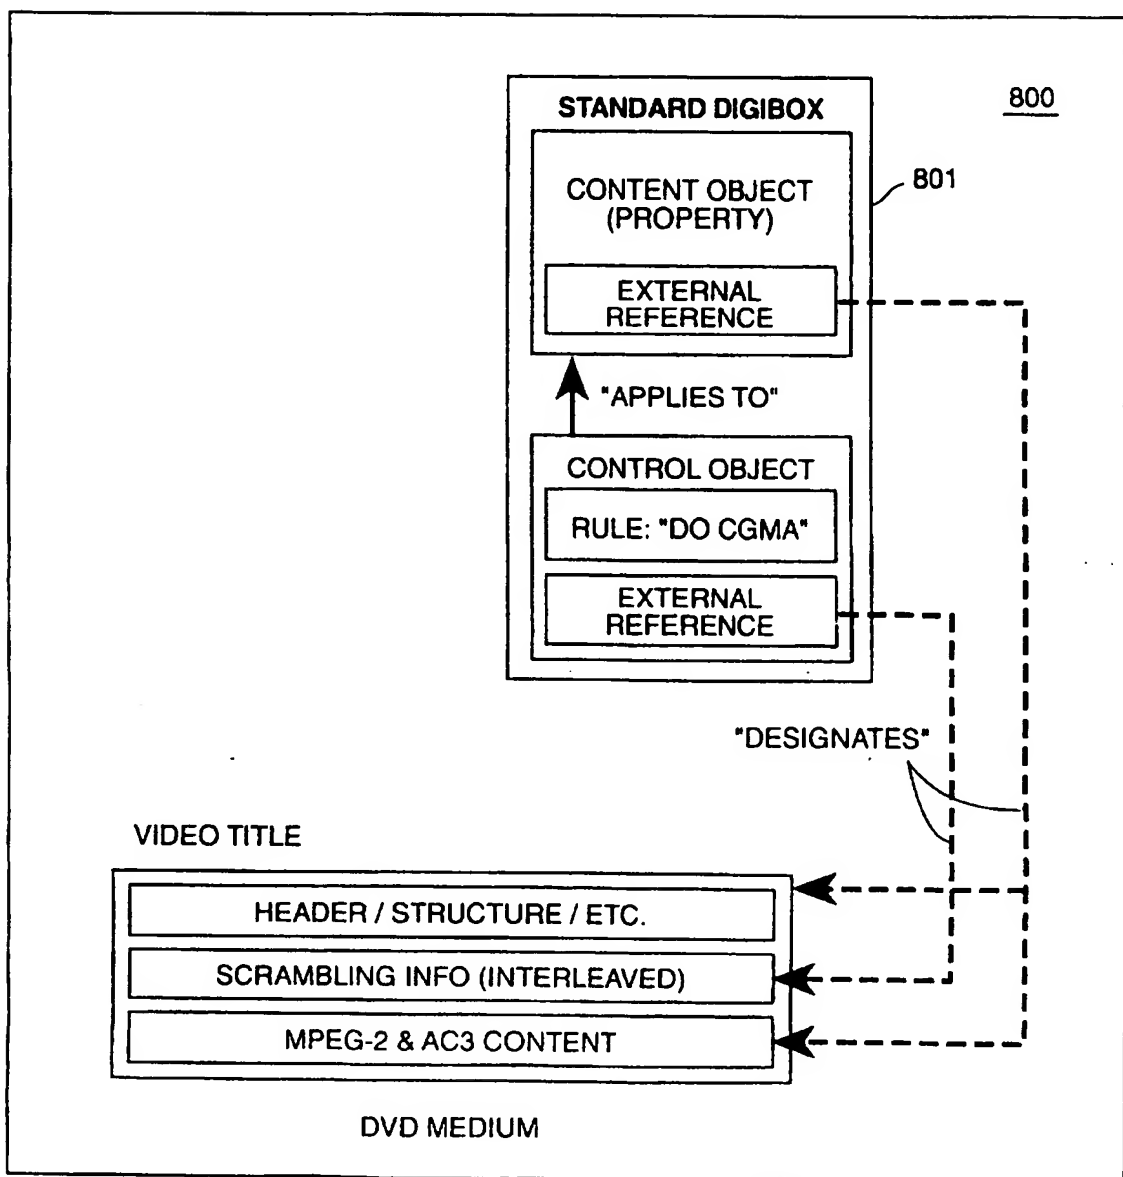 800
STANDARD DIGIBOX
801
CONTENT OBJECT
(PROPERTY)
EXTERNAL
REFERENCE
"APPLIES TO"
CONTROL OBJECT
RULE: "DO CGMA"
EXTERNAL
REFERENCE
"DESIGNATES"
VIDEO TITLE
HEADER / STRUCTURE / ETC.
SCRAMBLING INFO (INTERLEAVED)
MPEG-2 & AC3 CONTENT
DVD MEDIUM